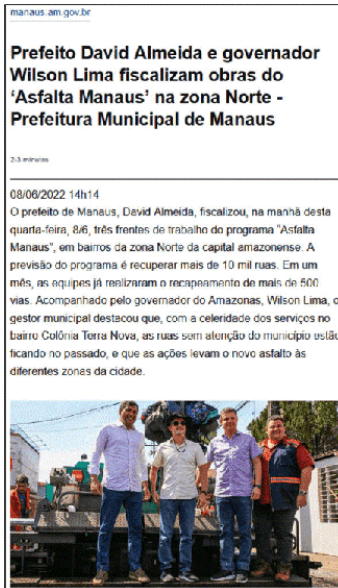 manaus.am.gov.br
Prefeito David Almeida e governador
Wilson Lima fiscalizam obras do
‘Asfalta Manaus’ na zona Norte -
Prefeitura Municipal de Manaus
2-3 minutos
08/06/2022 14h14
O prefeito de Manaus, David Almeida, fiscalizou, na manhã desta
quarta-feira, 8/6, três frentes de trabalho do programa “Asfalta
Manaus”, em bairros da zona Norte da capital amazonense. A
previsão do programa é recuperar mais de 10 mil ruas. Em um
mês, as equipes já realizaram o recapeamento de mais de 500
vias. Acompanhado pelo governador do Amazonas, Wilson Lima, o
gestor municipal destacou que, com a celeridade dos serviços no
bairro Colônia Terra Nova, as ruas sem atenção do município estão
ficando no passado, e que as ações levam o novo asfalto às
diferentes zonas da cidade.